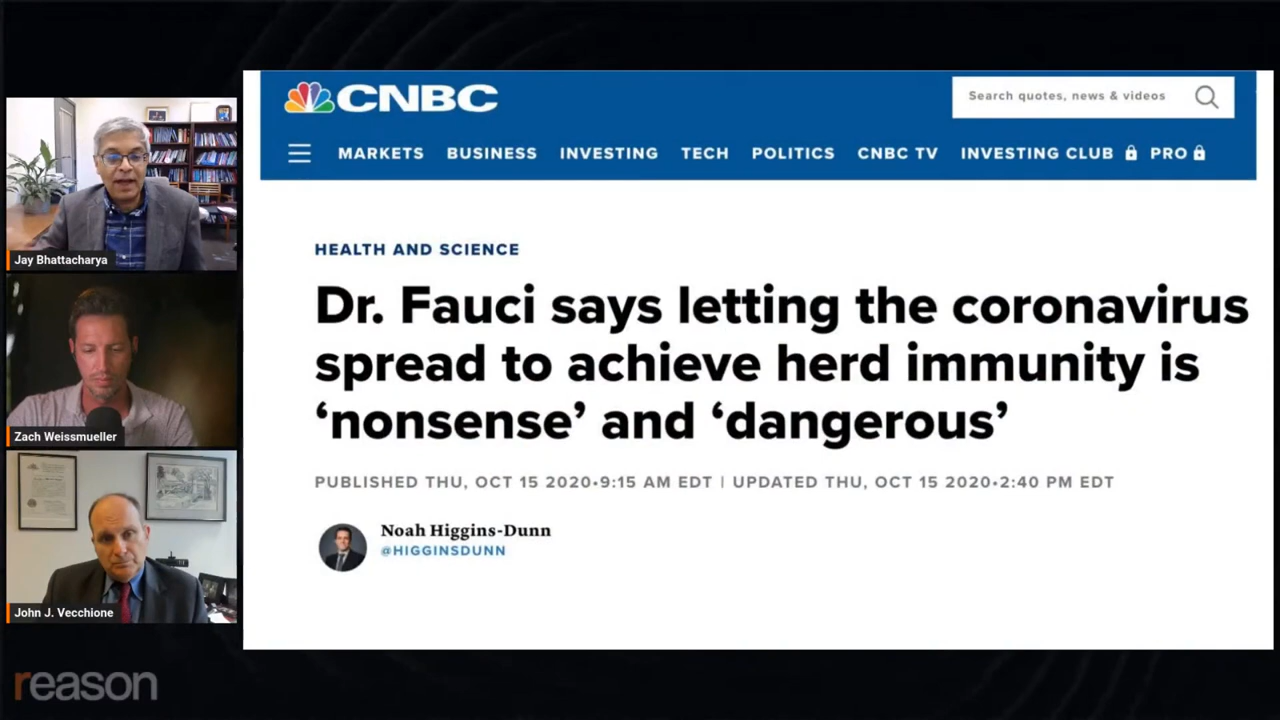 Jay Bhattacharya
Zach Weissmueller
John J. Vecchione
reason
CNBC
Search quotes, news & videos
MARKETS BUSINESS INVESTING TECH POLITICS CNBC TV INVESTING CLUB PRO
HEALTH AND SCIENCE
Dr. Fauci says letting the coronavirus
spread to achieve herd immunity is
‘nonsense’ and ‘dangerous’
PUBLISHED THU, OCT 15 2020•9:15 AM EDT | UPDATED THU, OCT 15 2020•2:40 PM EDT
Noah Higgins-Dunn
@HIGGINSDUNN